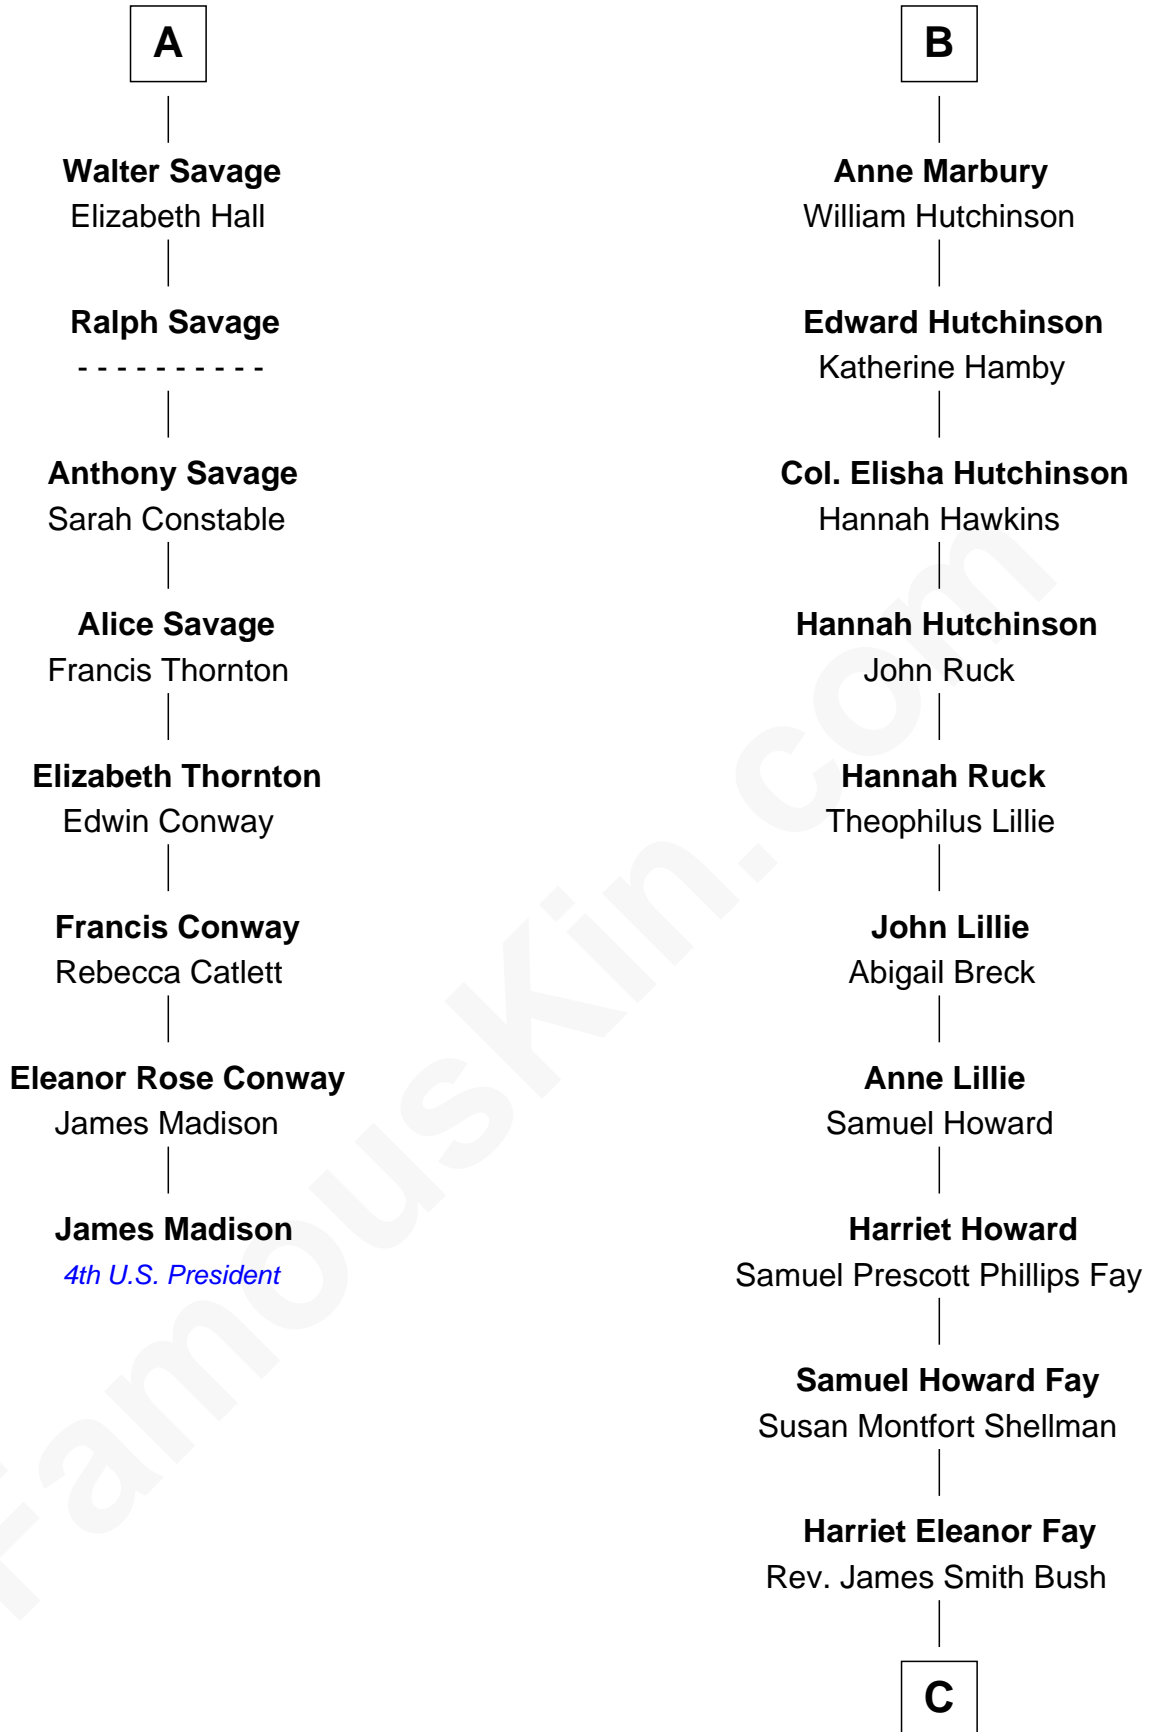 A
Walter Savage
Elizabeth Hall
Ralph Savage
- - - - - - - - - -
Anthony Savage
Sarah Constable
Alice Savage
Francis Thornton
Elizabeth Thornton
Edwin Conway
Francis Conway
Rebecca Catlett
Eleanor Rose Conway
James Madison
James Madison
4th U.S. President
B
Anne Marbury
William Hutchinson
Edward Hutchinson
Katherine Hamby
Col. Elisha Hutchinson
Hannah Hawkins
Hannah Hutchinson
John Ruck
Hannah Ruck
Theophilus Lillie
John Lillie
Abigail Breck
Anne Lillie
Samuel Howard
Harriet Howard
Samuel Prescott Phillips Fay
Samuel Howard Fay
Susan Montfort Shellman
Harriet Eleanor Fay
Rev. James Smith Bush
C
FamousKin.com